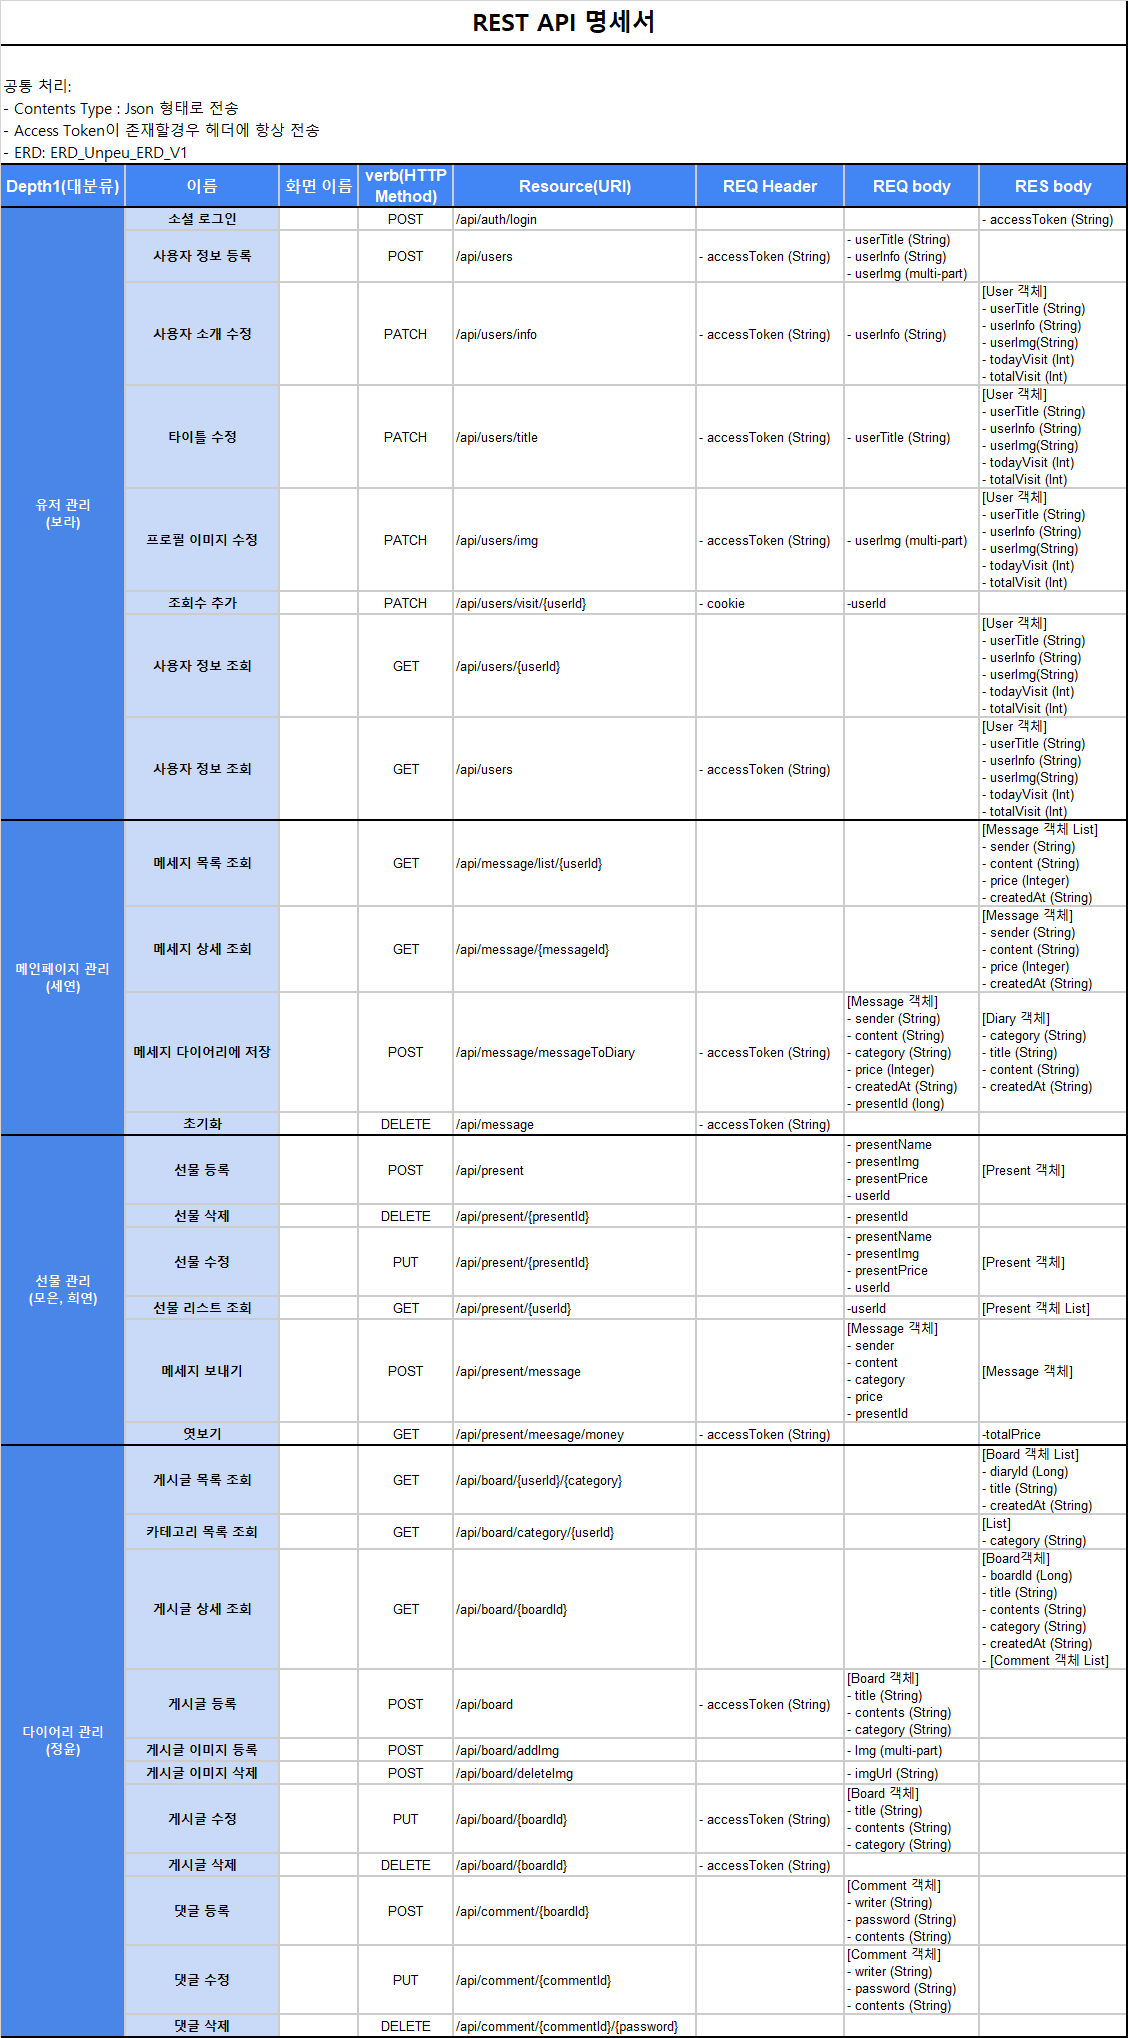 REST API 명세서
공통 처리:
- Contents Type : Json 형태로 전송
- Access Token이 존재할경우 헤더에 항상 전송
- ERD: ERD_Unpeu_ERD_V1
Depth1(대분류) 이름 화면 이름 verb(HTTP Method) Resource(URI) REQ Header REQ body RES body
유저 관리
(보라)
소셜 로그인 POST /api/auth/login - accessToken (String)
사용자 정보 등록 POST /api/users - accessToken (String) - userTitle (String)
- userInfo (String)
- userImg (multi-part)
사용자 소개 수정 PATCH /api/users/info - accessToken (String) - userInfo (String) [User 객체]
- userTitle (String)
- userInfo (String)
- userImg(String)
- todayVisit (Int)
- totalVisit (Int)
타이틀 수정 PATCH /api/users/title - accessToken (String) - userTitle (String) [User 객체]
- userTitle (String)
- userInfo (String)
- userImg(String)
- todayVisit (Int)
- totalVisit (Int)
프로필 이미지 수정 PATCH /api/users/img - accessToken (String) - userImg (multi-part) [User 객체]
- userTitle (String)
- userInfo (String)
- userImg(String)
- todayVisit (Int)
- totalVisit (Int)
조회수 추가 PATCH /api/users/visit/{userId} - cookie -userId
사용자 정보 조회 GET /api/users/{userId} [User 객체]
- userTitle (String)
- userInfo (String)
- userImg(String)
- todayVisit (Int)
- totalVisit (Int)
사용자 정보 조회 GET /api/users - accessToken (String) [User 객체]
- userTitle (String)
- userInfo (String)
- userImg(String)
- todayVisit (Int)
- totalVisit (Int)
메인페이지 관리
(세연)
메세지 목록 조회 GET /api/message/list/{userId} [Message 객체 List]
- sender (String)
- content (String)
- price (Integer)
- createdAt (String)
메세지 상세 조회 GET /api/message/{messageId} [Message 객체]
- sender (String)
- content (String)
- price (Integer)
- createdAt (String)
메세지 다이어리에 저장 POST /api/message/messageToDiary - accessToken (String) [Message 객체]
- sender (String)
- content (String)
- category (String)
- price (Integer)
- createdAt (String)
- presentId (long)
[Diary 객체]
- category (String)
- title (String)
- content (String)
- createdAt (String)
초기화 DELETE /api/message - accessToken (String)
선물 관리
(모은, 희연)
선물 등록 POST /api/present - presentName
- presentImg
- presentPrice
- userId
[Present 객체]
선물 삭제 DELETE /api/present/{presentId} - presentId
선물 수정 PUT /api/present/{presentId} - presentName
- presentImg
- presentPrice
- userId
[Present 객체]
선물 리스트 조회 GET /api/present/{userId} -userId [Present 객체 List]
메세지 보내기 POST /api/present/message [Message 객체]
- sender
- content
- category
- price
- presentId
[Message 객체]
엿보기 GET /api/present/meesage/money - accessToken (String) -totalPrice
다이어리 관리
(정윤)
게시글 목록 조회 GET /api/board/{userId}/{category} [Board 객체 List]
- diaryId (Long)
- title (String)
- createdAt (String)
카테고리 목록 조회 GET /api/board/category/{userId} [List]
- category (String)
게시글 상세 조회 GET /api/board/{boardId} [Board객체]
- boardId (Long)
- title (String)
- contents (String)
- category (String)
- createdAt (String)
- [Comment 객체 List]
게시글 등록 POST /api/board - accessToken (String) [Board 객체]
- title (String)
- contents (String)
- category (String)
게시글 이미지 등록 POST /api/board/addImg - Img (multi-part)
게시글 이미지 삭제 POST /api/board/deleteImg - imgUrl (String)
게시글 수정 PUT /api/board/{boardId} - accessToken (String) [Board 객체]
- title (String)
- contents (String)
- category (String)
게시글 삭제 DELETE /api/board/{boardId} - accessToken (String)
댓글 등록 POST /api/comment/{boardId} [Comment 객체]
- writer (String)
- password (String)
- contents (String)
댓글 수정 PUT /api/comment/{commentId} [Comment 객체]
- writer (String)
- password (String)
- contents (String)
댓글 삭제 DELETE /api/comment/{commentId}/{password}